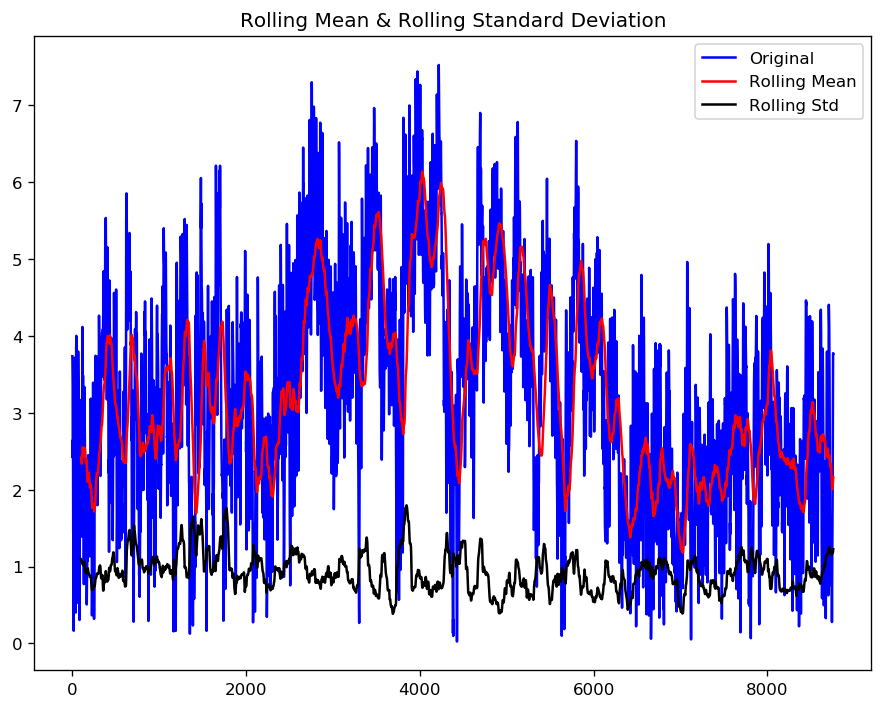 Rolling Mean & Rolling Standard Deviation
Original
Rolling Mean
Rolling Std
7
6
5
4
3
2
1
0
0 2000 4000 6000 8000